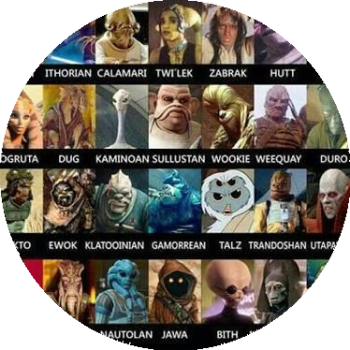 ITHORIAN CALAMARI TWI'LEK ZABRAK HUTT
OGRUTA DUG KAMINOAN SULLUSTAN WOOKIE WEEQUAY DURO
KTO EWOK KLATOOINIAN GAMORREAN TALZ TRANDOSHAN UTAPA
NAUTOLAN JAWA BITH